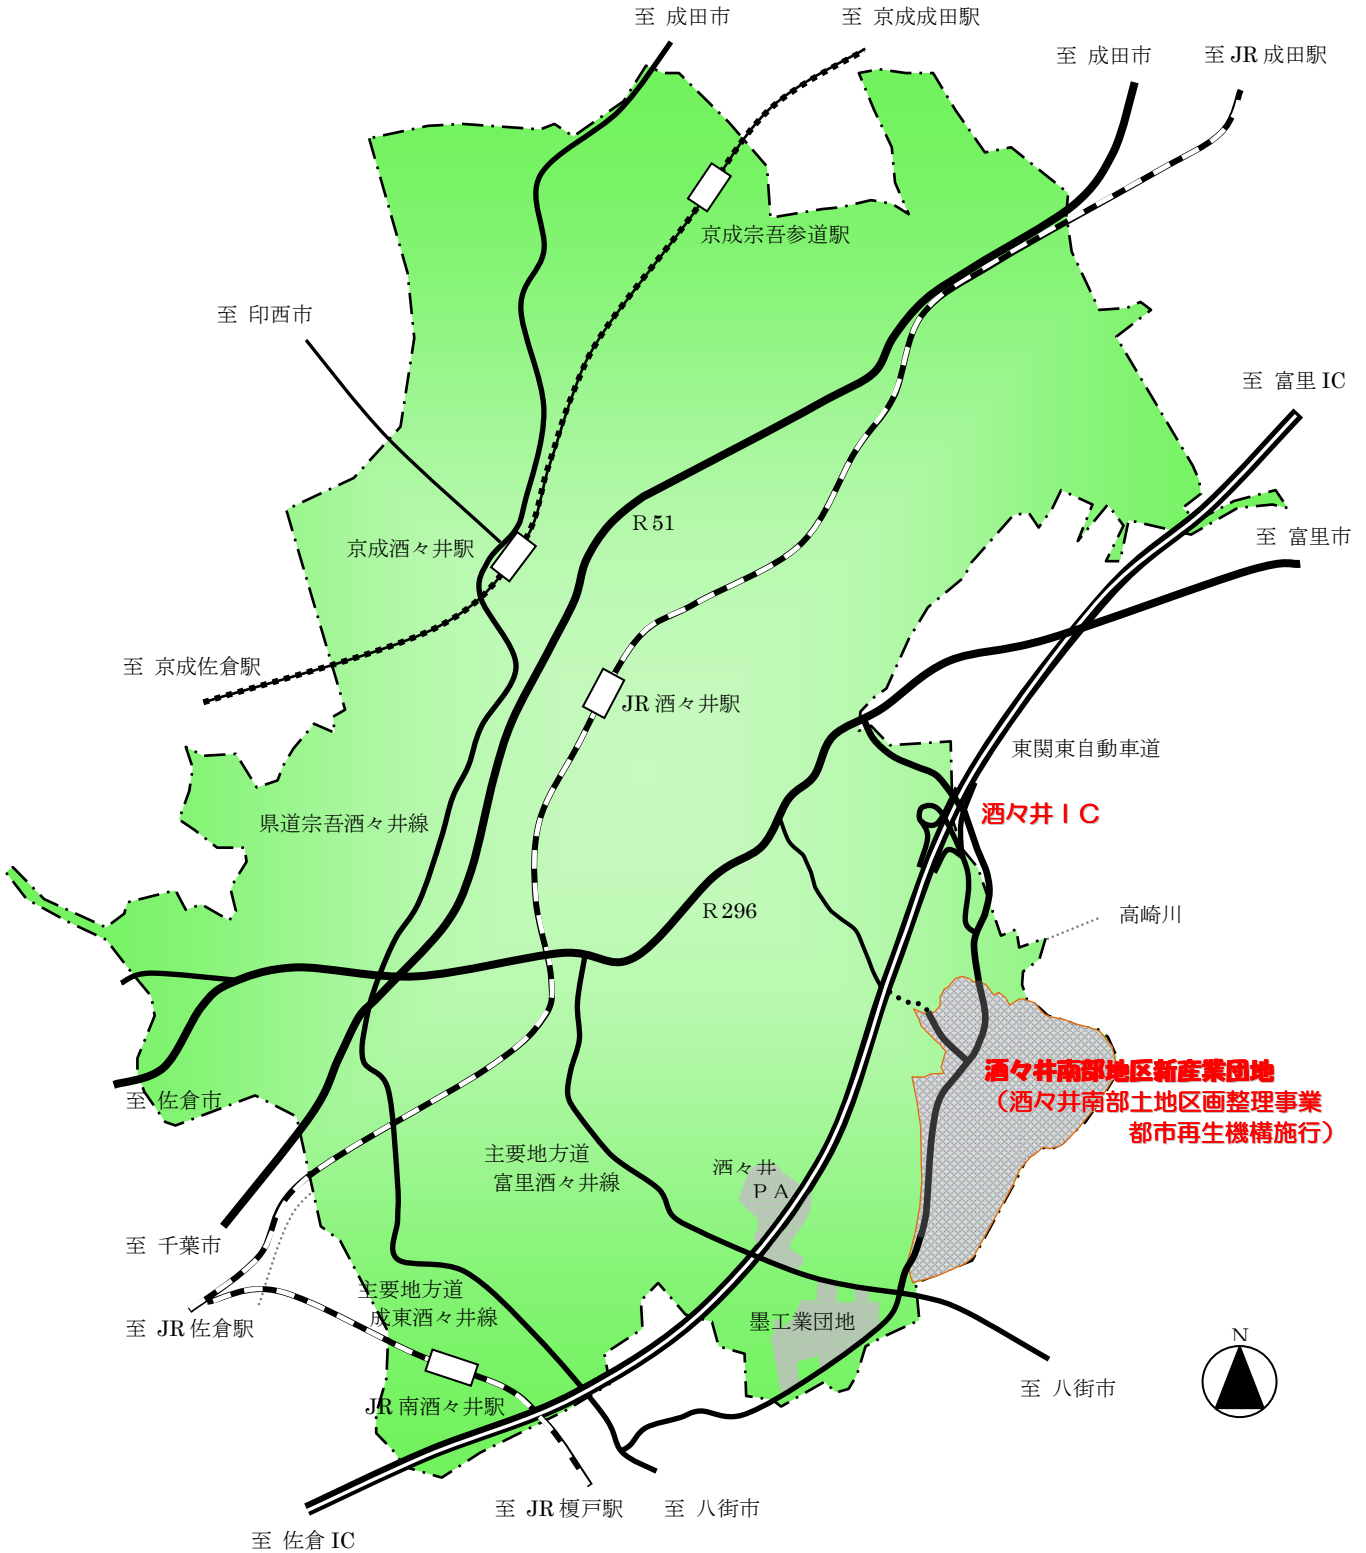 至 成田市
至 京成成田駅
至 成田市
至 JR 成田駅
京成宗吾参道駅
至 印西市
至 富里 IC
R 51
至 富里市
京成酒々井駅
至 京成佐倉駅
JR 酒々井駅
東関東自動車道
酒々井IC
県道宗吾酒々井線
R 296
高崎川
酒々井南部地区新産業団地
（酒々井南部土地区画整理事業
都市再生機構施行）
至 佐倉市
主要地方道
富里酒々井線
酒々井
PA
至 千葉市
主要地方道
成東酒々井線
至 JR 佐倉駅
墨工業団地
N
至 八街市
JR 南酒々井駅
至 JR 榎戸駅
至 八街市
至 佐倉 IC